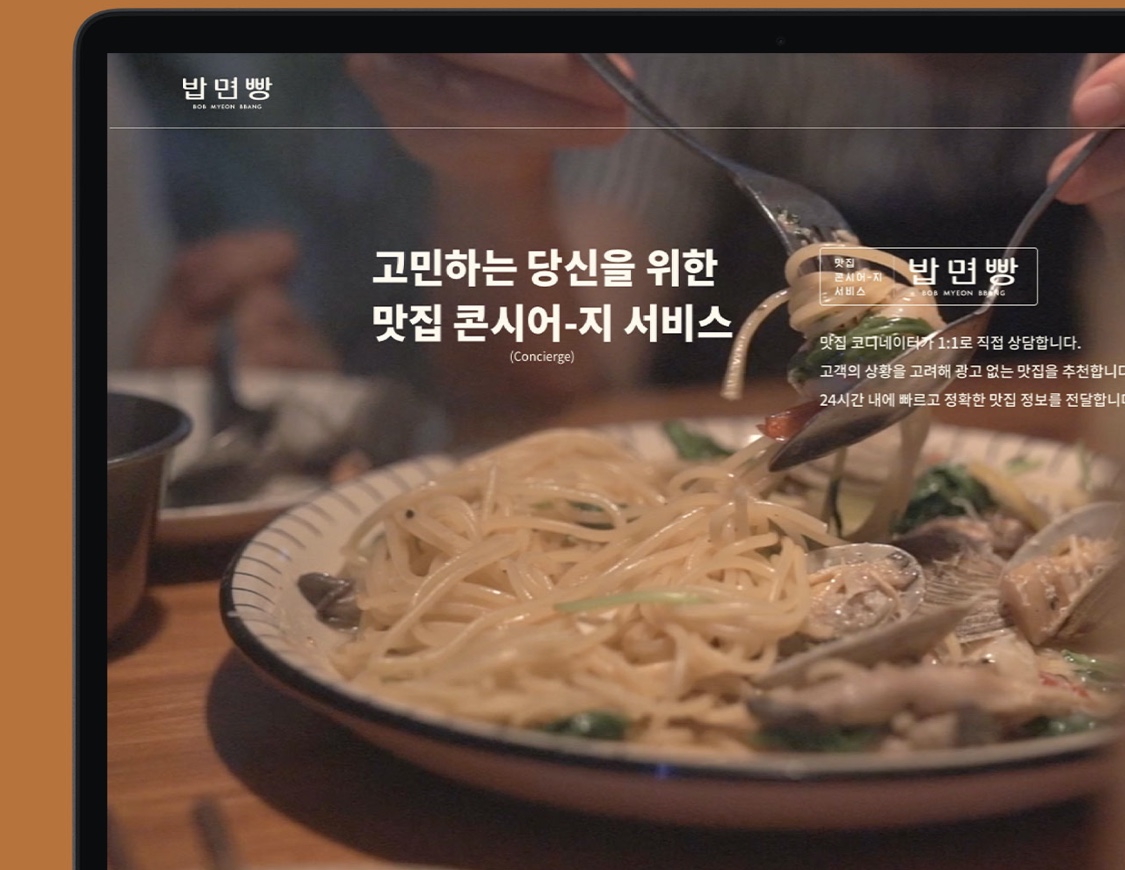 밥면빵
BOB MYEON BBANG
고민하는 당신을 위한
맛집 콘시어-지 서비스
(Concierge)
맛집
콘시어-지
서비스
밥면빵
BOB MYEON BBANG
맛집 코디네이터가 1:1로 직접 상담합니다.
고객의 상황을 고려해 광고 없는 맛집을 추천합니다
24시간 내에 빠르고 정확한 맛집 정보를 전달합니다